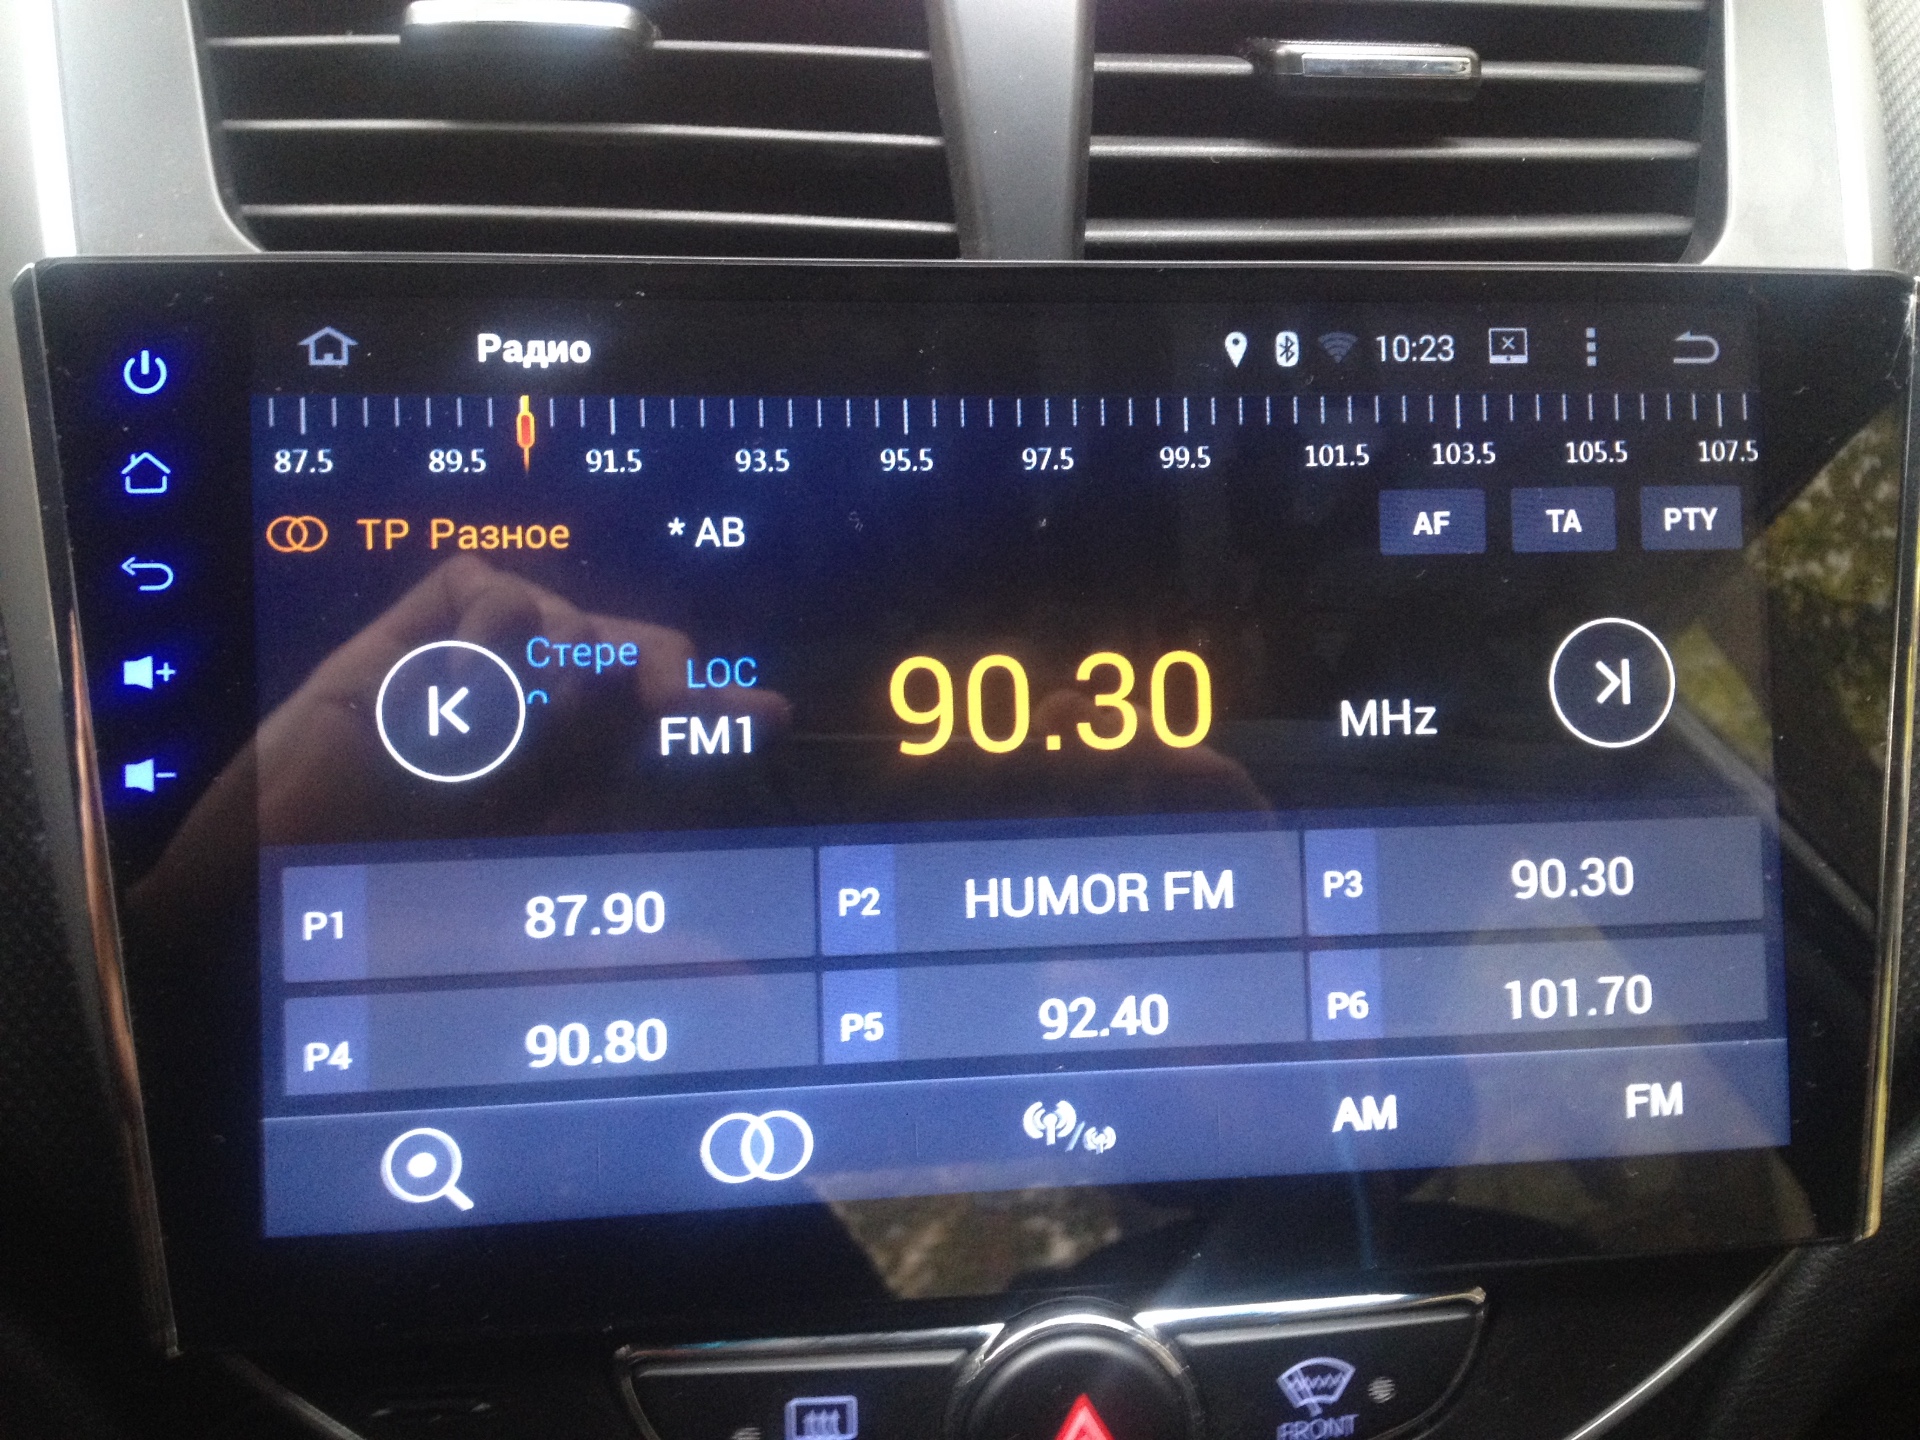 Радио 10:23
87.5 89.5 91.5 93.5 95.5 97.5 99.5 101.5 103.5 105.5 107.5
TP Разное * AB AF TA PTY
Стере
LOC
FM1 90.30 MHz
P1 87.90 P2 HUMOR FM P3 90.30
P4 90.80 P5 92.40 P6 101.70
AM FM
FRONT